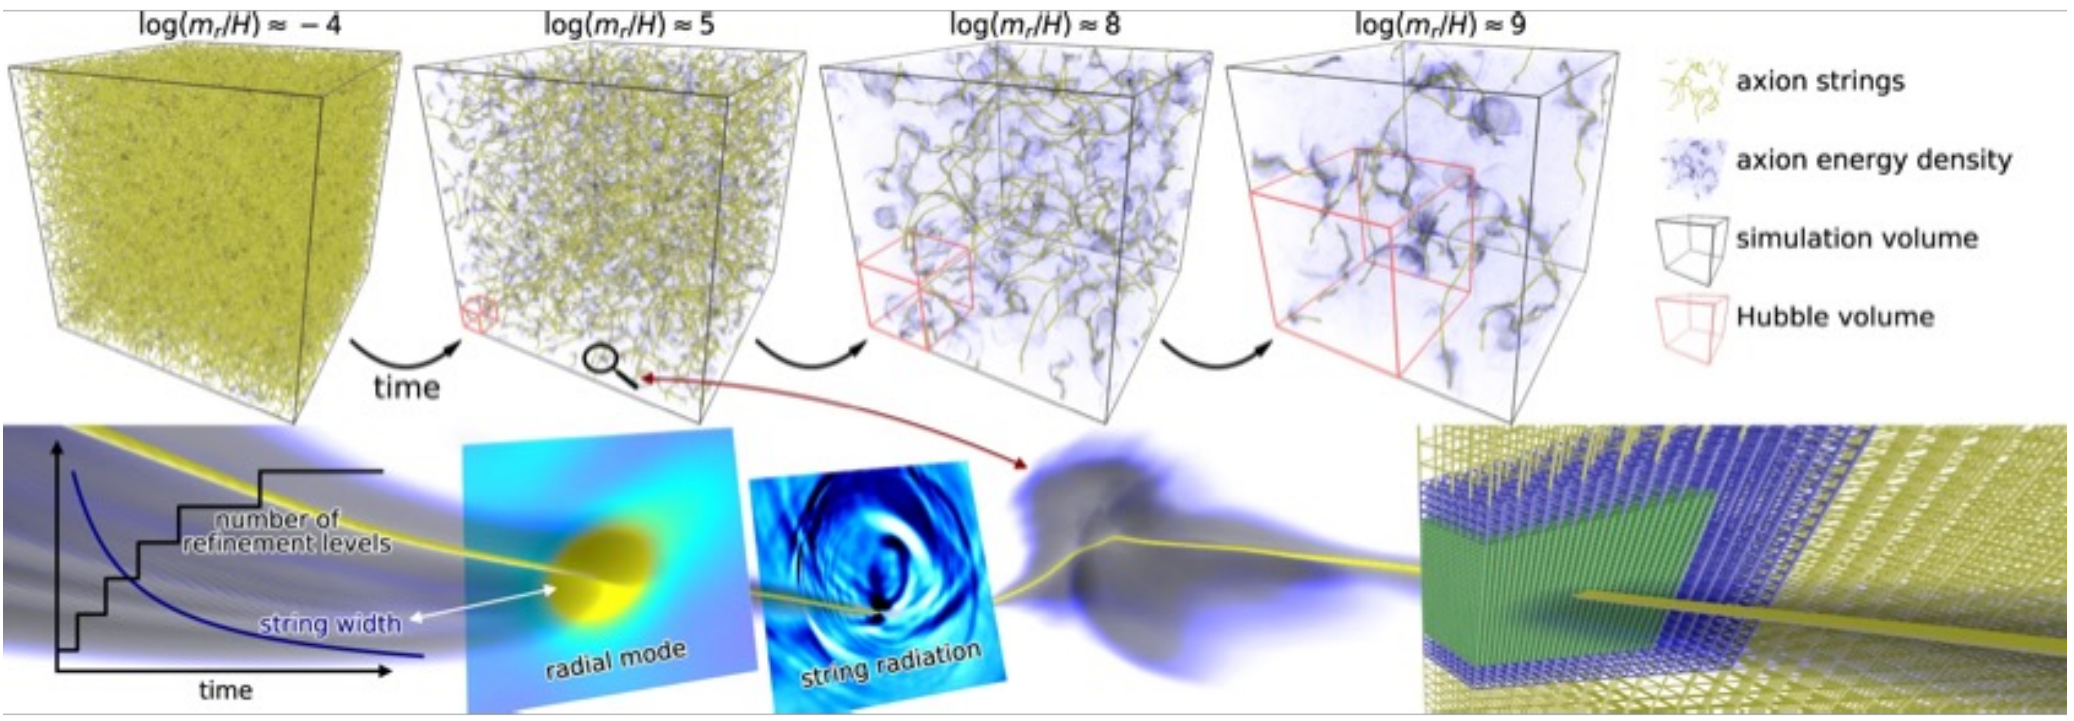 log(m_r/H) ≈ − 4
log(m_r/H) ≈ 5
log(m_r/H) ≈ 8
log(m_r/H) ≈ 9
axion strings
axion energy density
simulation volume
Hubble volume
time
number of
refinement levels
string width
time
radial mode
string radiation